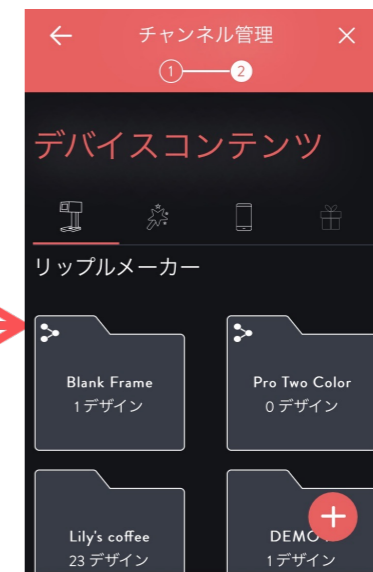 チャンネル管理
1 2
デバイスコンテンツ
リップルメーカー
Blank Frame
1 デザイン
Pro Two Color
0 デザイン
Lily's coffee
23 デザイン
DEMO
1 デザイン